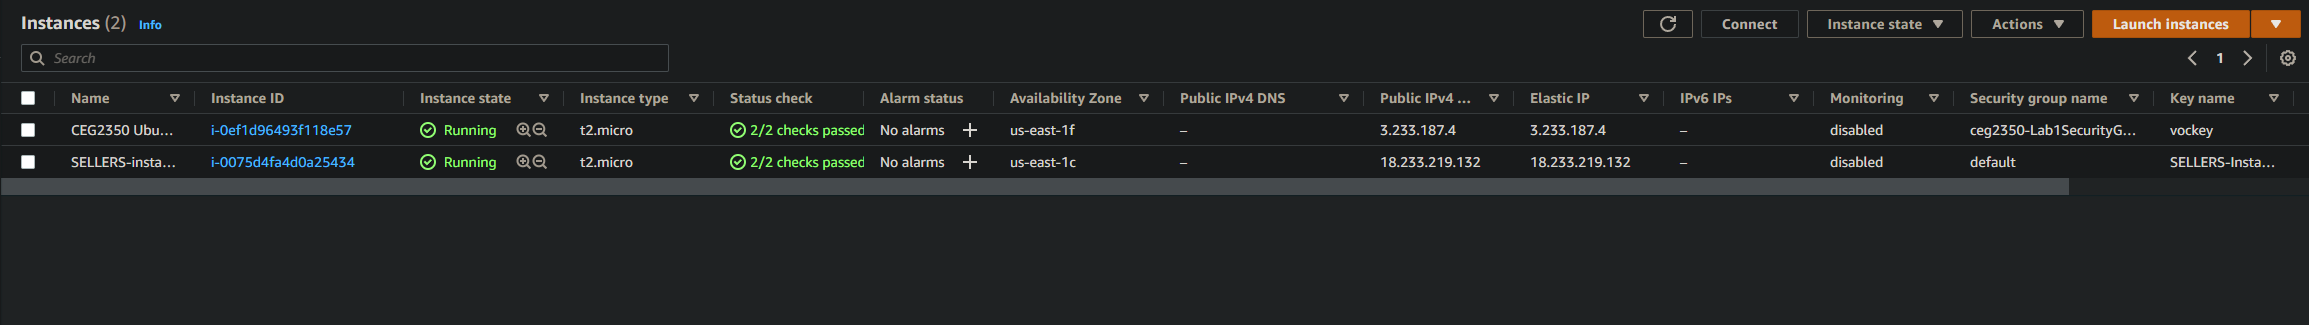 Instances (2) Info Connect Instance state Actions Launch instances
Search 1
Name Instance ID Instance state Instance type Status check Alarm status Availability Zone Public IPv4 DNS Public IPv4 ... Elastic IP IPv6 IPs Monitoring Security group name Key name
CEG2350 Ubu... i-0ef1d96493f118e57 Running t2.micro 2/2 checks passed No alarms + us-east-1f – 3.233.187.4 3.233.187.4 – disabled ceg2350-Lab1SecurityG... vockey
SELLERS-insta... i-0075d4fa4d0a25434 Running t2.micro 2/2 checks passed No alarms + us-east-1c – 18.233.219.132 18.233.219.132 – disabled default SELLERS-Insta...